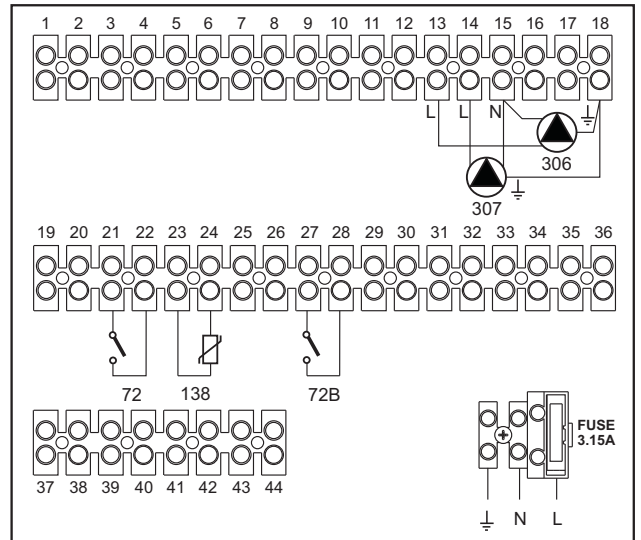 1 2 3 4 5 6 7 8 9 10 11 12 13 14 15 16 17 18
L L N
306
307
19 20 21 22 23 24 25 26 27 28 29 30 31 32 33 34 35 36
72 138 72B
FUSE
3.15A
37 38 39 40 41 42 43 44
N L